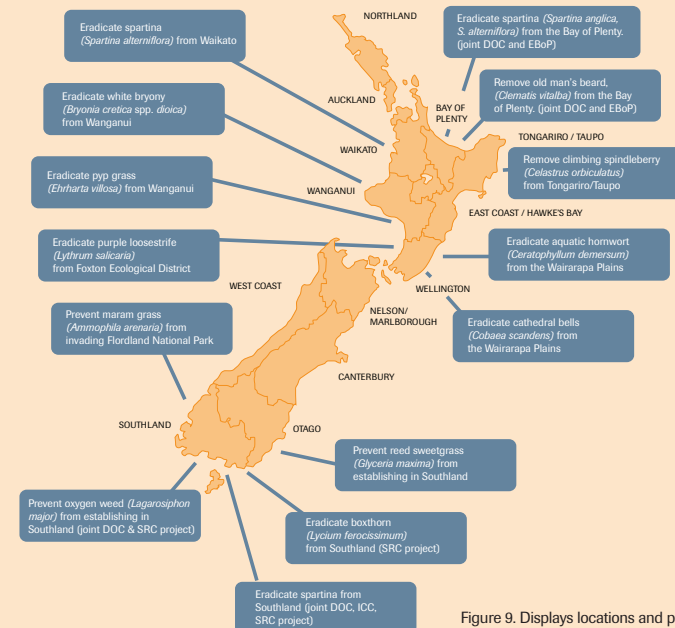 NORTHLAND
Eradicate spartina
(Spartina alterniflora) from Waikato
Eradicate spartina (Spartina anglica,
S. alterniflora) from the Bay of Plenty.
(joint DOC and EBoP)
Eradicate white bryony
(Bryonia cretica spp. dioica)
from Wanganui
AUCKLAND
BAY OF
PLENTY
Remove old man's beard,
(Clematis vitalba) from the Bay
of Plenty. (joint DOC and EBoP)
WAIKATO
TONGARIRO / TAUPO
Eradicate pyp grass
(Ehrharta villosa) from Wanganui
WANGANUI
Remove climbing spindleberry
(Celastrus orbiculatus)
from Tongariro/Taupo
EAST COAST / HAWKE'S BAY
Eradicate purple loosestrife
(Lythrum salicaria)
from Foxton Ecological District
Eradicate aquatic hornwort
(Ceratophyllum demersum)
from the Wairarapa Plains
WEST COAST
WELLINGTON
NELSON/
MARLBOROUGH
Prevent maram grass
(Ammophila arenaria) from
invading Flordland National Park
Eradicate cathedral bells
(Cobaea scandens) from
the Wairarapa Plains
CANTERBURY
SOUTHLAND
OTAGO
Prevent reed sweetgrass
(Glyceria maxima) from
establishing in Southland
Prevent oxygen weed (Lagarosiphon
major) from establishing in
Southland (joint DOC & SRC project)
Eradicate boxthorn
(Lycium ferocissimum)
from Southland (SRC project)
Eradicate spartina from
Southland (joint DOC, ICC,
SRC project)
Figure 9. Displays locations and p